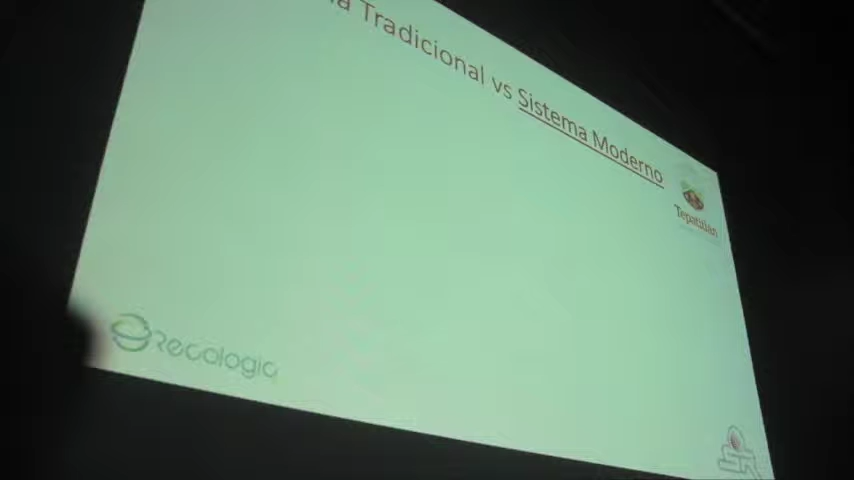 Tradicional vs Sistema Moderno
Tepatitlán
Recologic